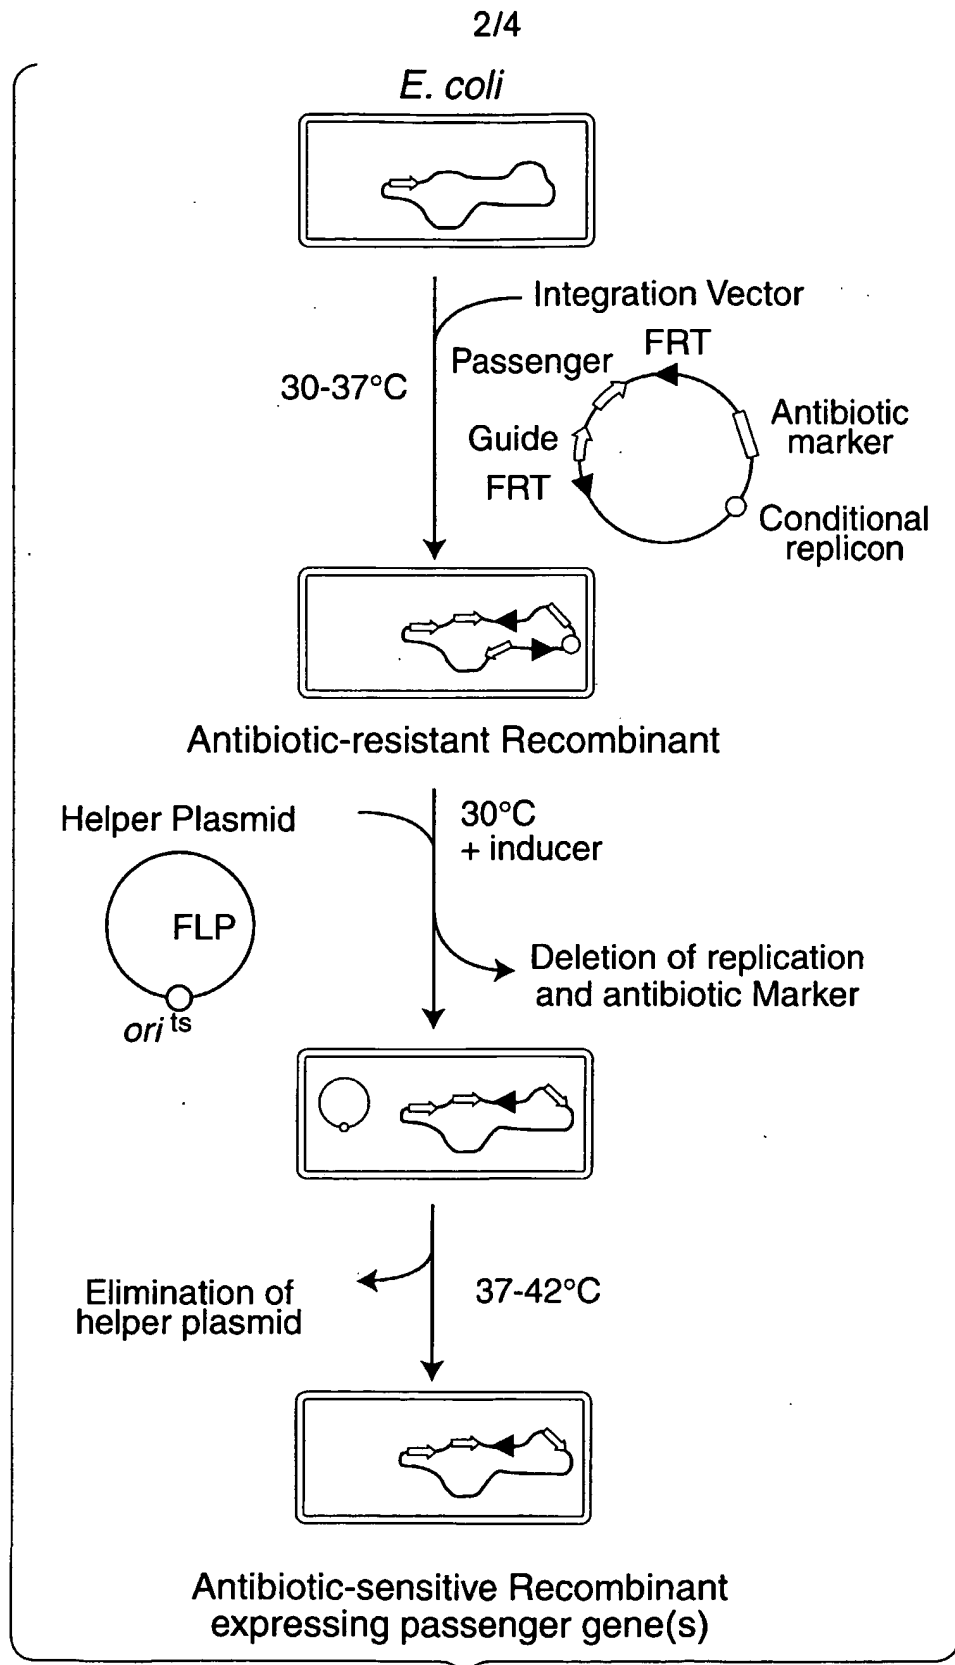 2/4
E. coli
Integration Vector
30-37°C
Passenger
FRT
Guide
FRT
Antibiotic
marker
Conditional
replicon
Antibiotic-resistant Recombinant
Helper Plasmid
FLP
ori ts
30°C
+ inducer
Deletion of replication
and antibiotic Marker
Elimination of
helper plasmid
37-42°C
Antibiotic-sensitive Recombinant
expressing passenger gene(s)